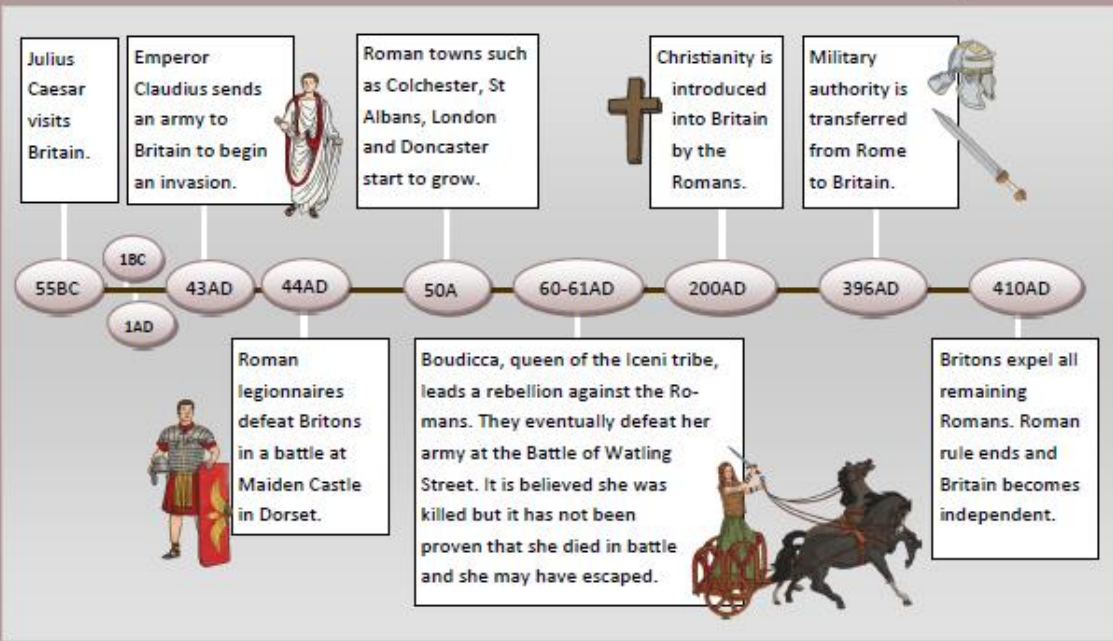 Julius
Caesar
visits
Britain.
Emperor
Claudius sends
an army to
Britain to begin
an invasion.
Roman towns such
as Colchester, St
Albans, London
and Doncaster
start to grow.
Christianity is
introduced
into Britain
by the
Romans.
Military
authority is
transferred
from Rome
to Britain.
55BC
1BC
1AD
43AD
44AD
50A
60-61AD
200AD
396AD
410AD
Roman
legionnaires
defeat Britons
in a battle at
Maiden Castle
in Dorset.
Boudicca, queen of the Iceni tribe,
leads a rebellion against the Ro-
mans. They eventually defeat her
army at the Battle of Watling
Street. It is believed she was
killed but it has not been
proven that she died in battle
and she may have escaped.
Britons expel all
remaining
Romans. Roman
rule ends and
Britain becomes
independent.